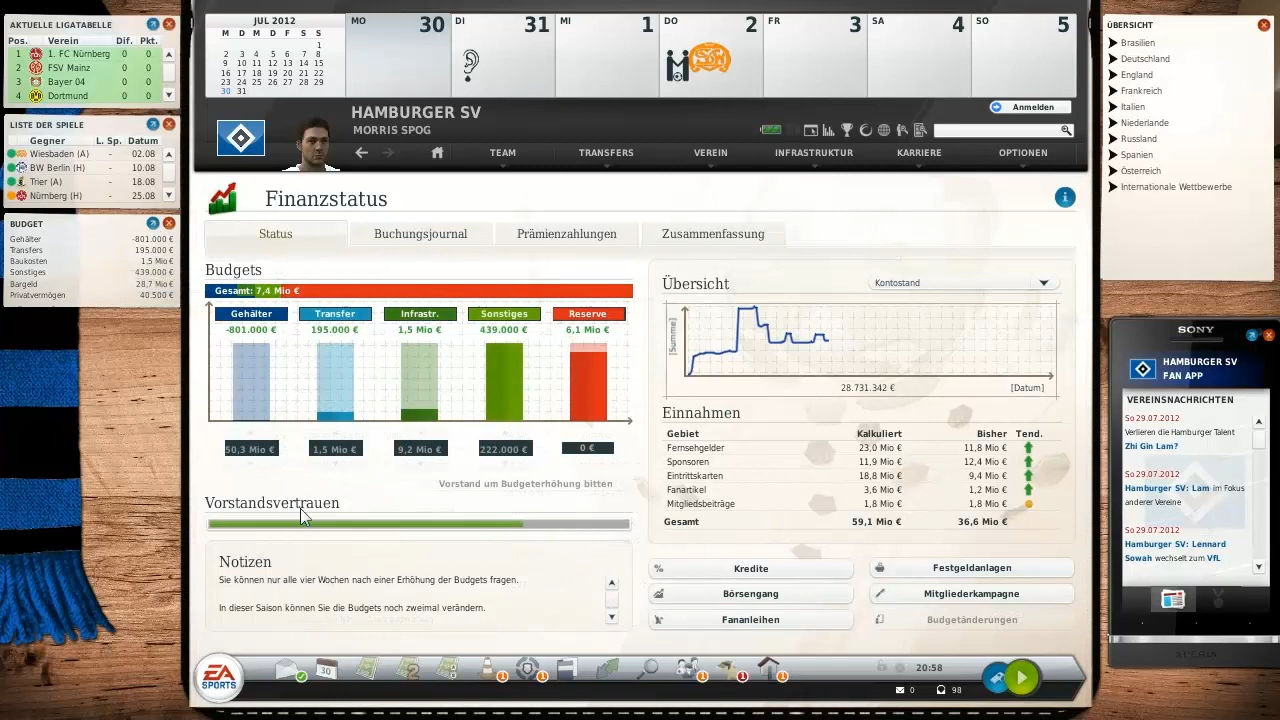 AKTUELLE LIGATABELLE
Pos. Verein Dif. Pkt.
1 1. FC Nürnberg 0 0
2 FSV Mainz 0 0
3 Bayer 04 0 0
4 Dortmund 0 0
LISTE DER SPIELE
Gegner L. Sp. Datum
Wiesbaden (A) - 02.08
BW Berlin (H) - 10.08
Trier (A) - 18.08
Nürnberg (H) - 25.08
BUDGET
Gehälter -801.000 €
Transfers 195.000 €
Baukosten 1,5 Mio €
Sonstiges 439.000 €
Bargeld 28,7 Mio €
Privatvermögen 40.500 €
JUL 2012
M D M D F S S
1
2 3 4 5 6 7 8
9 10 11 12 13 14 15
16 17 18 19 20 21 22
23 24 25 26 27 28 29
30 31
MO 30 DI 31 MI 1 DO 2 FR 3 SA 4 SO 5
HAMBURGER SV
MORRIS SPOG
Anmelden
TEAM TRANSFERS VEREIN INFRASTRUKTUR KARRIERE OPTIONEN
Finanzstatus
Status Buchungsjournal Prämienzahlungen Zusammenfassung
Budgets
Gesamt: 7,4 Mio €
Gehälter Transfer Infrastr. Sonstiges Reserve
-801.000 € 195.000 € 1,5 Mio € 439.000 € 6,1 Mio €
50,3 Mio € 1,5 Mio € 9,2 Mio € 222.000 € 0 €
Vorstand um Budgeterhöhung bitten
Vorstandsvertrauen
Notizen
Sie können nur alle vier Wochen nach einer Erhöhung der Budgets fragen.
In dieser Saison können Sie die Budgets noch zweimal verändern.
Übersicht
Kontostand
[Summe]
28.731.342 € [Datum]
Einnahmen
Gebiet Kalkuliert Bisher Tend.
Fernsehgelder 23,0 Mio € 11,8 Mio €
Sponsoren 11,9 Mio € 12,4 Mio €
Eintrittskarten 18,8 Mio € 9,4 Mio €
Fanartikel 3,6 Mio € 1,2 Mio €
Mitgliedsbeiträge 1,8 Mio € 1,8 Mio €
Gesamt 59,1 Mio € 36,6 Mio €
Kredite Festgeldanlagen
Börsengang Mitgliederkampagne
Fananleihen Budgetänderungen
ÜBERSICHT
Brasilien
Deutschland
England
Frankreich
Italien
Niederlande
Russland
Spanien
Österreich
Internationale Wettbewerbe
SONY
HAMBURGER SV
FAN APP
VEREINSNACHRICHTEN
So 29.07.2012
Verlieren die Hamburger Talent
Zhi Gin Lam?
So 29.07.2012
Hamburger SV: Lam im Fokus
anderer Vereine
So 29.07.2012
Hamburger SV: Lennard
Sowah wechselt zum VfL
XPERIA
EA
SPORTS
30
1 1 1 1 1
20:58
0 98